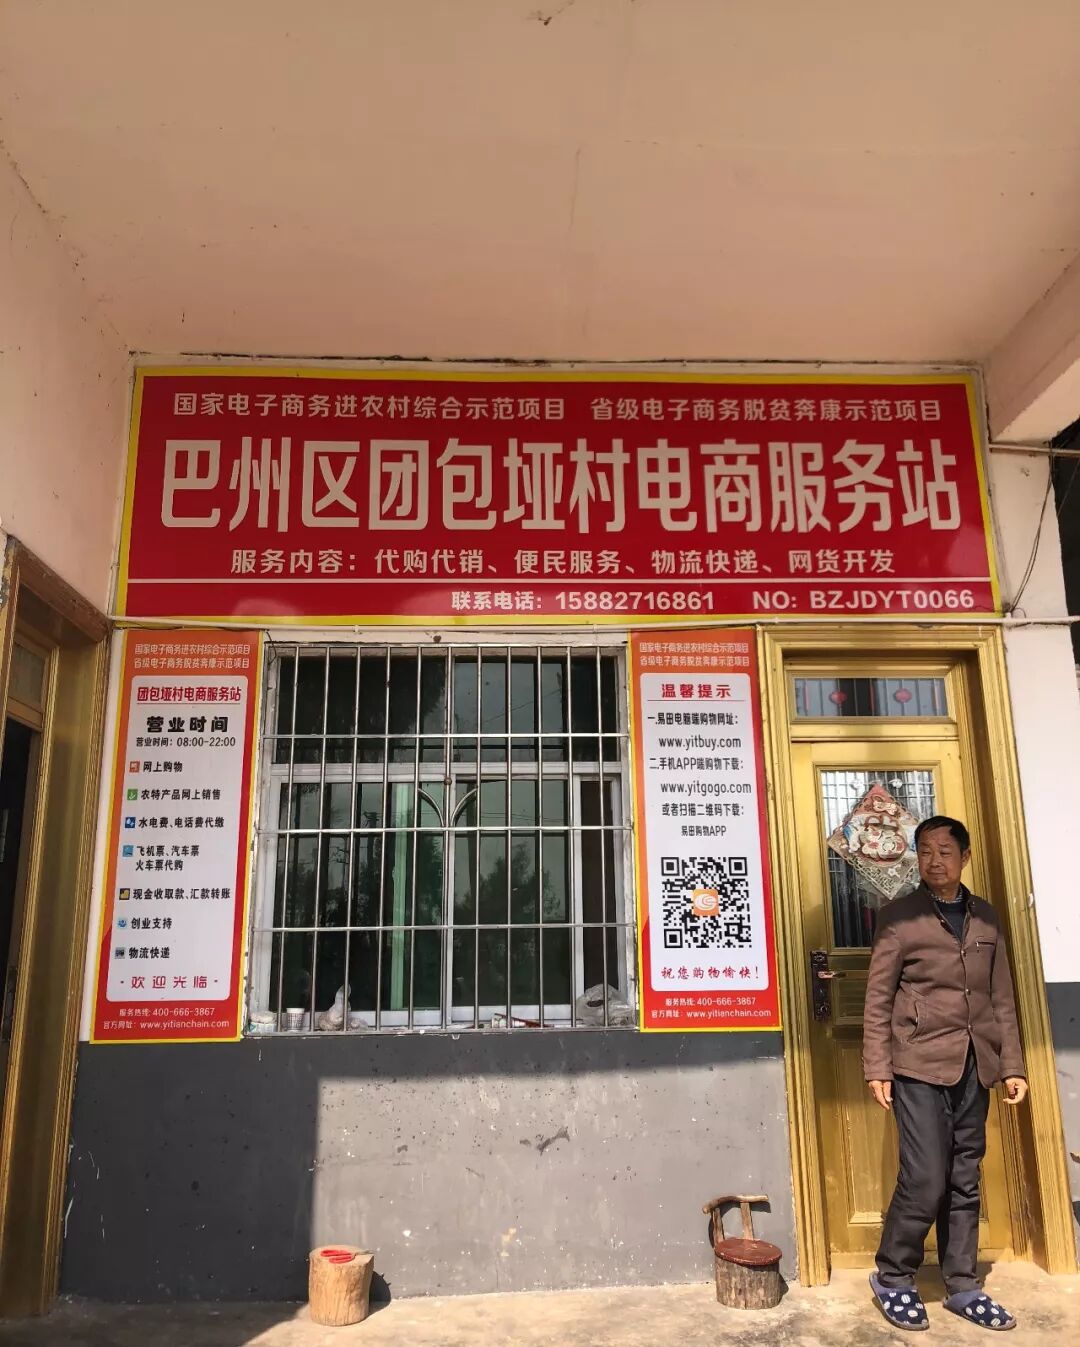 国家电子商务进农村综合示范项目 省级电子商务脱贫奔康示范项目
巴州区团包垭村电商服务站
服务内容：代购代销、便民服务、物流快递、网货开发
联系电话：15882716861 NO: BZJDYT0066
国家电子商务进农村综合示范项目
省级电子商务脱贫奔康示范项目
团包垭村电商服务站
营业时间
营业时间：08:00-22:00
网上购物
农特产品网上销售
水电费、电话费代缴
飞机票、汽车票
火车票代购
现金收取款、汇款转账
创业支持
物流快递
·欢迎光临·
服务热线：400-666-3867
官方网址：www.yitianchain.com
国家电子商务进农村综合示范项目
省级电子商务脱贫奔康示范项目
温馨提示
一.易田电脑端购物网址：
www.yitbuy.com
二.手机APP端购物下载：
www.yitgogo.com
或者扫描二维码下载：
易田购物APP
祝您购物愉快！
服务热线：400-666-3867
官方网址：www.yitianchain.com